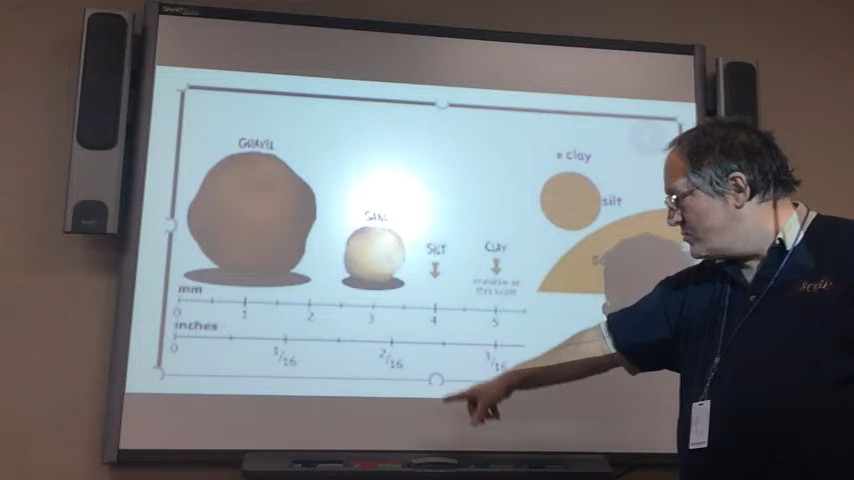 SMART
GRAVEL
SAND
SILT
CLAY
INVISIBLE AT
THIS SCALE
clay
silt
mm
0 1 2 3 4 5
inches
0 1/16 2/16 3/16